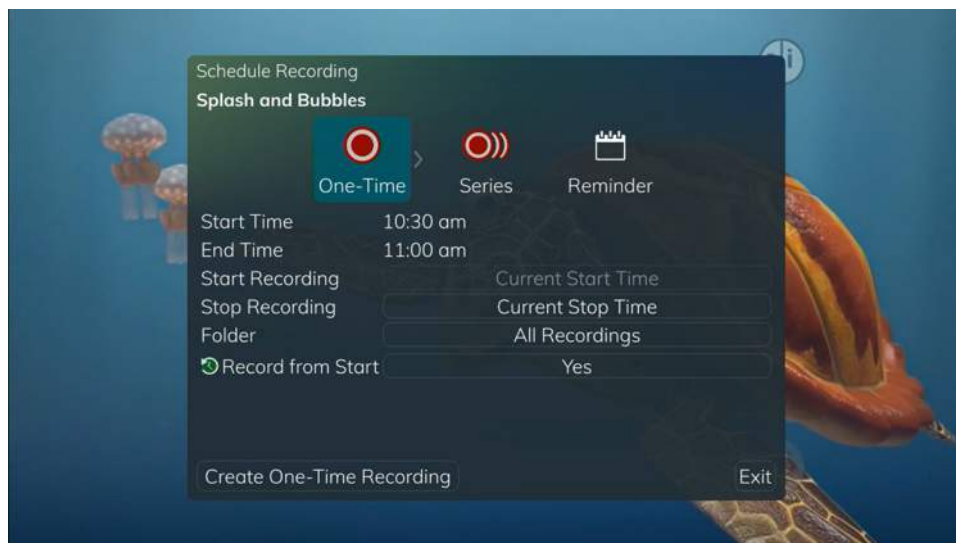 Schedule Recording
Splash and Bubbles
One-Time
Series
Reminder
Start Time 10:30 am
End Time 11:00 am
Start Recording Current Start Time
Stop Recording Current Stop Time
Folder All Recordings
Record from Start Yes
Create One-Time Recording Exit